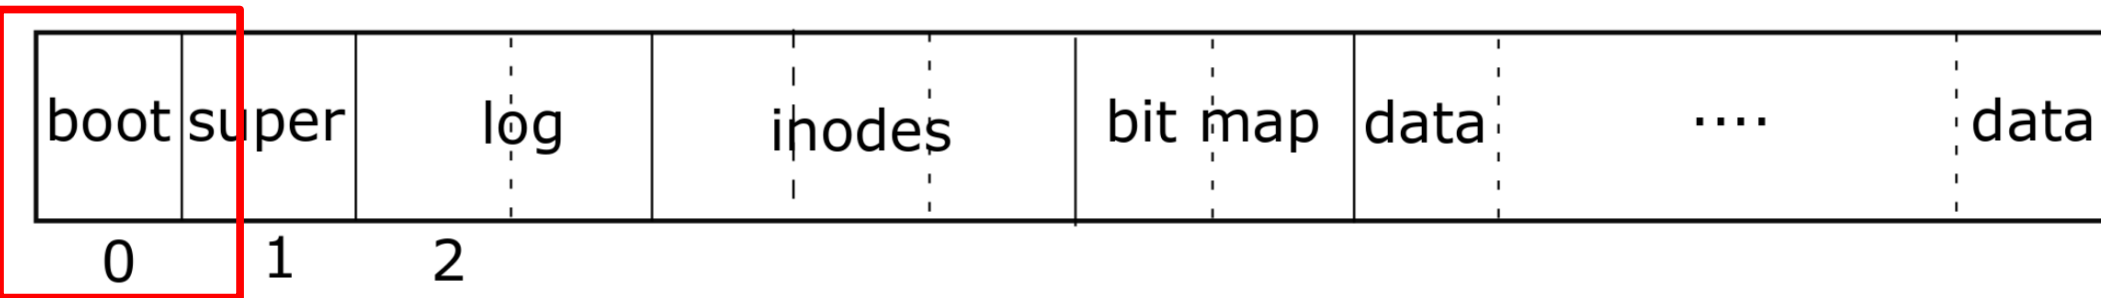 boot super log inodes bit map data .... data
0 1 2